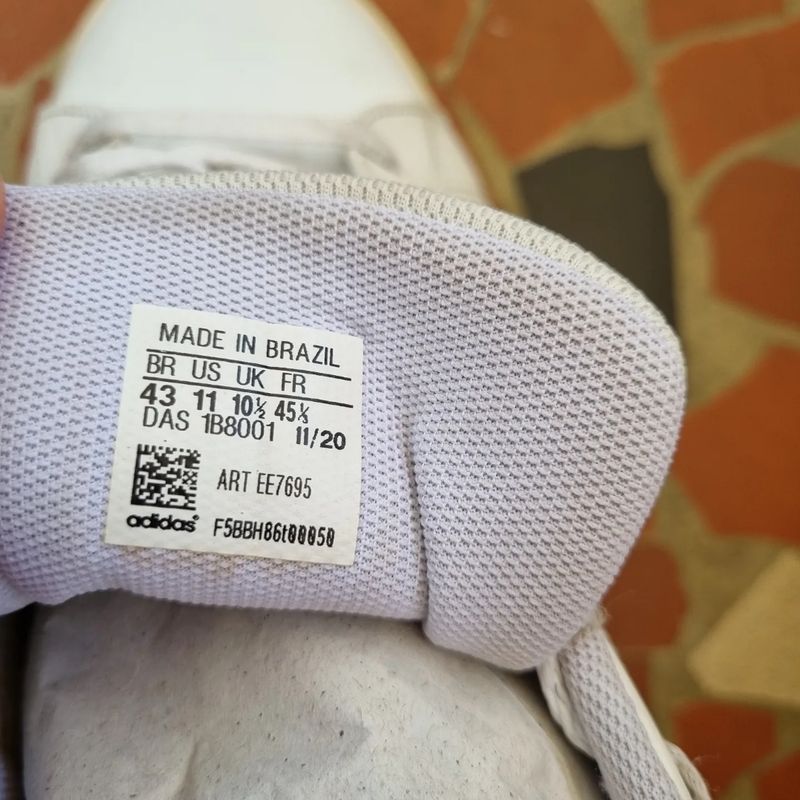 MADE IN BRAZIL
BR US UK FR
43 11 10½ 45⅓
DAS 1B8001 11/20
ART EE7695
adidas® F5BBH86t00050